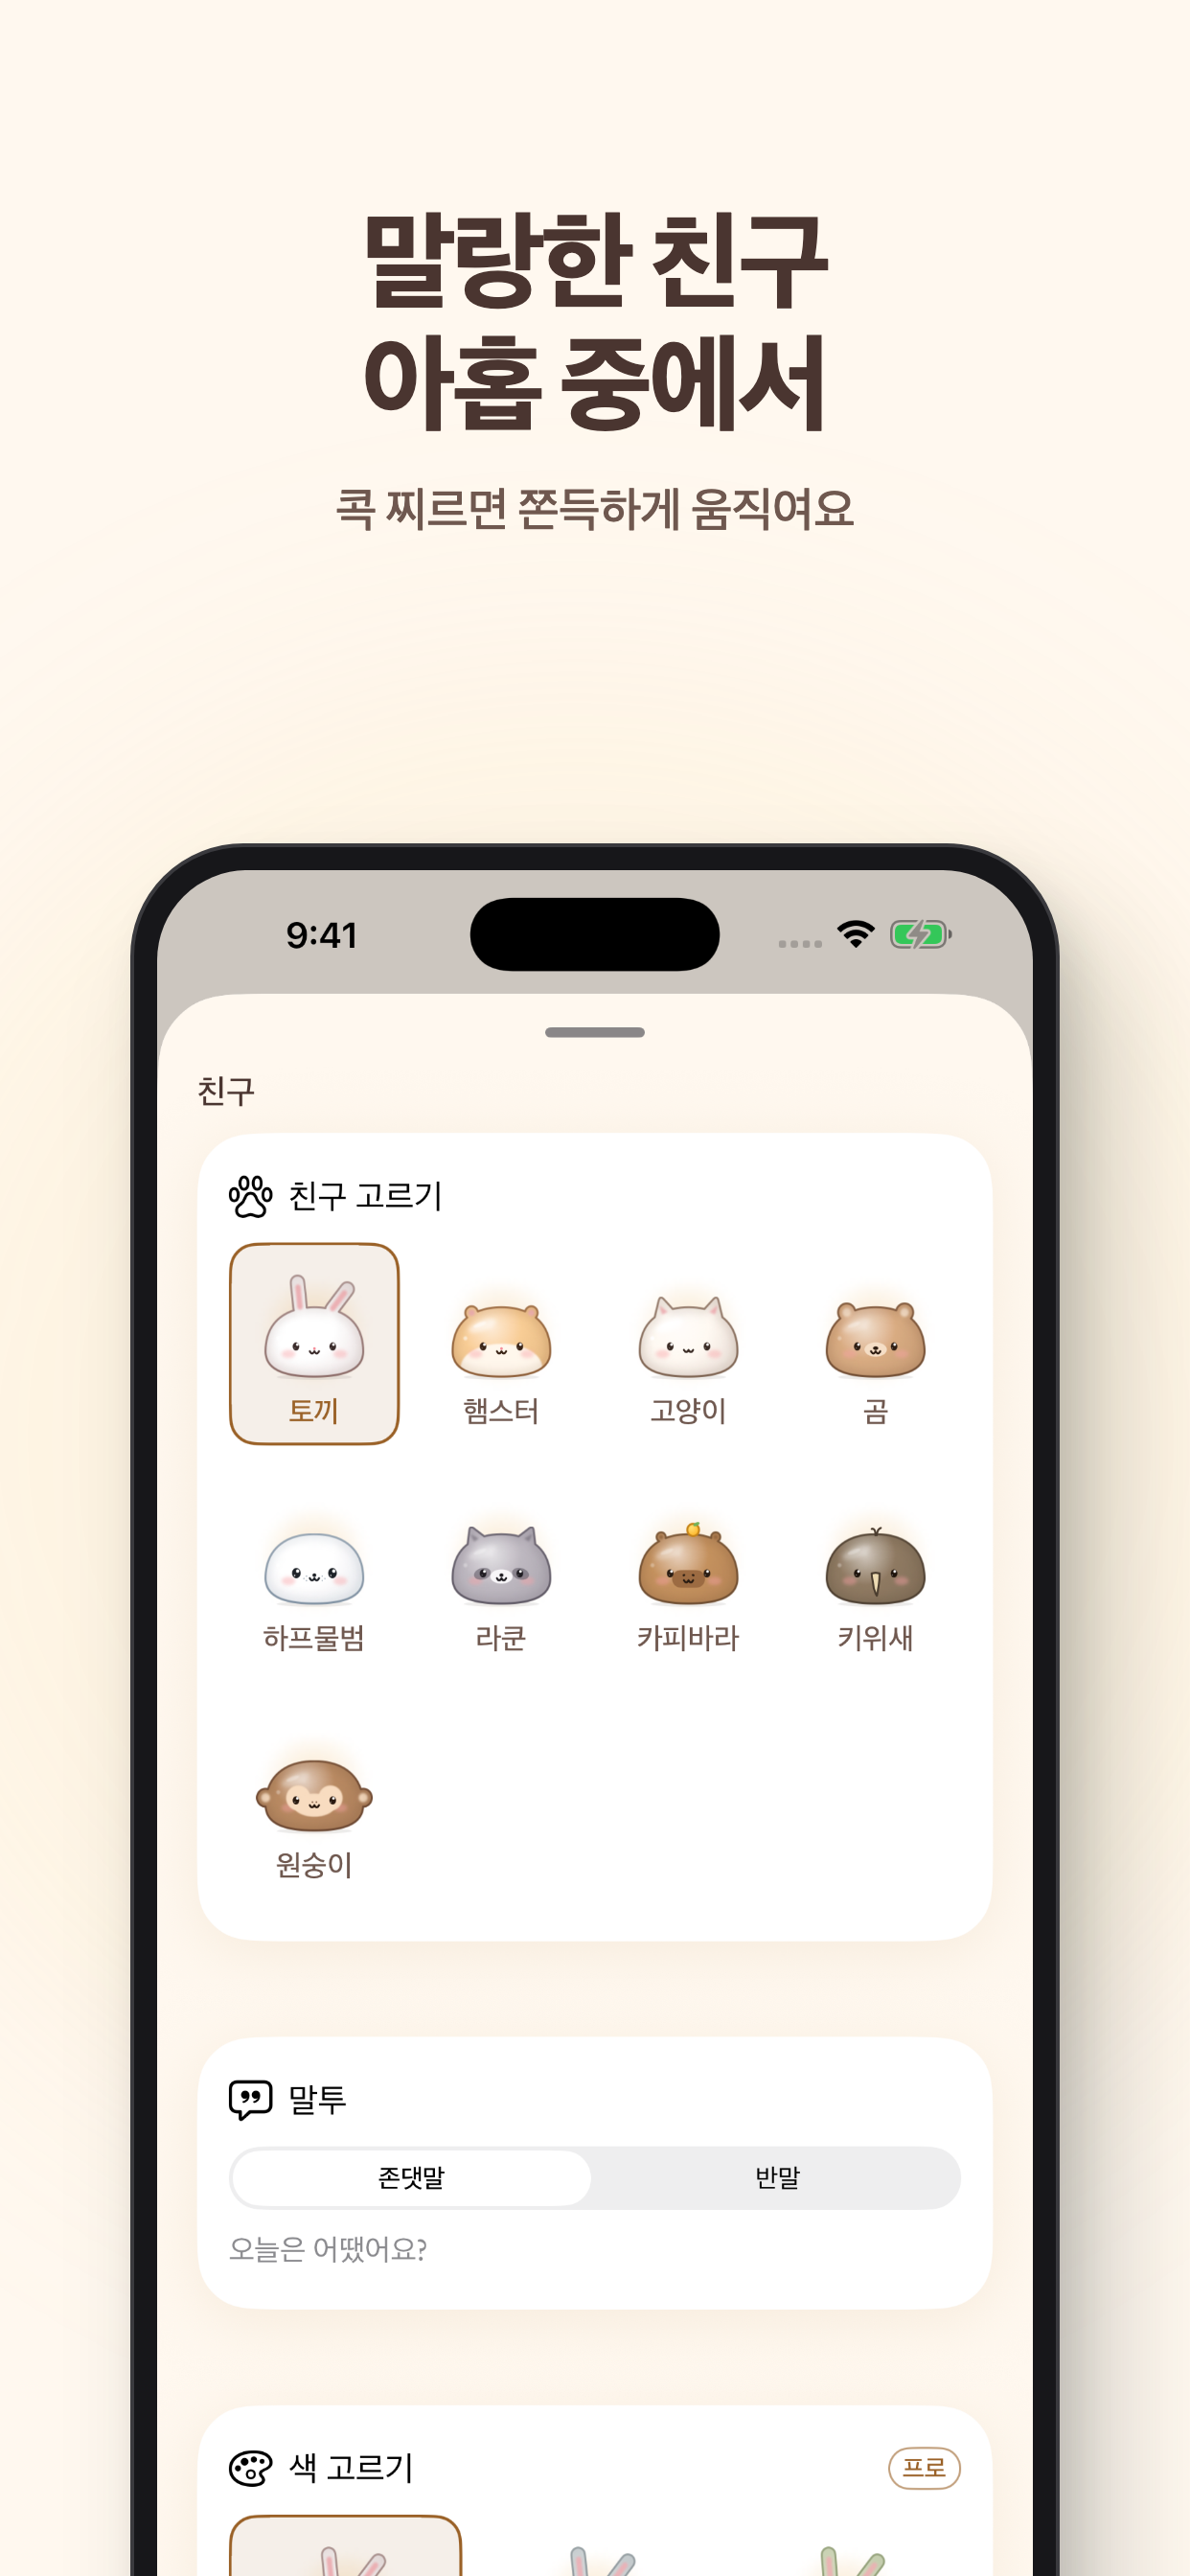 말랑한 친구
아홉 중에서
콕 찌르면 쫀득하게 움직여요
9:41
친구
친구 고르기
토끼 햄스터 고양이 곰
하프물범 라쿤 카피바라 키위새
원숭이
말투
존댓말 반말
오늘은 어땠어요?
색 고르기 프로